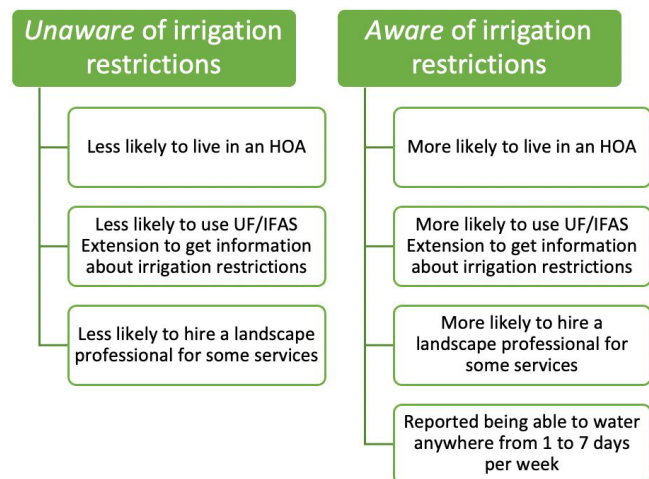 Unaware of irrigation
restrictions
Less likely to live in an HOA
Less likely to use UF/IFAS
Extension to get information
about irrigation restrictions
Less likely to hire a landscape
professional for some services
Aware of irrigation
restrictions
More likely to live in an HOA
More likely to use UF/IFAS
Extension to get information
about irrigation restrictions
More likely to hire a
landscape professional for
some services
Reported being able to water
anywhere from 1 to 7 days
per week